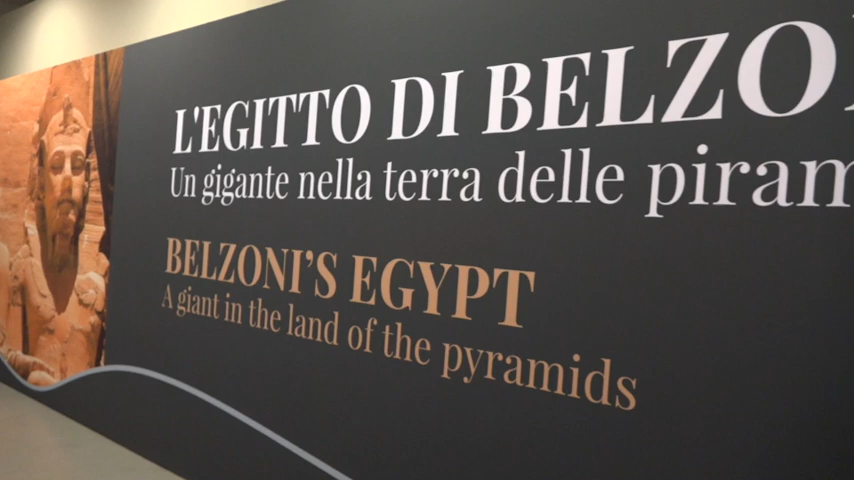 L'EGITTO DI BELZO
Un gigante nella terra delle piram
BELZONI'S EGYPT
A giant in the land of the pyramids